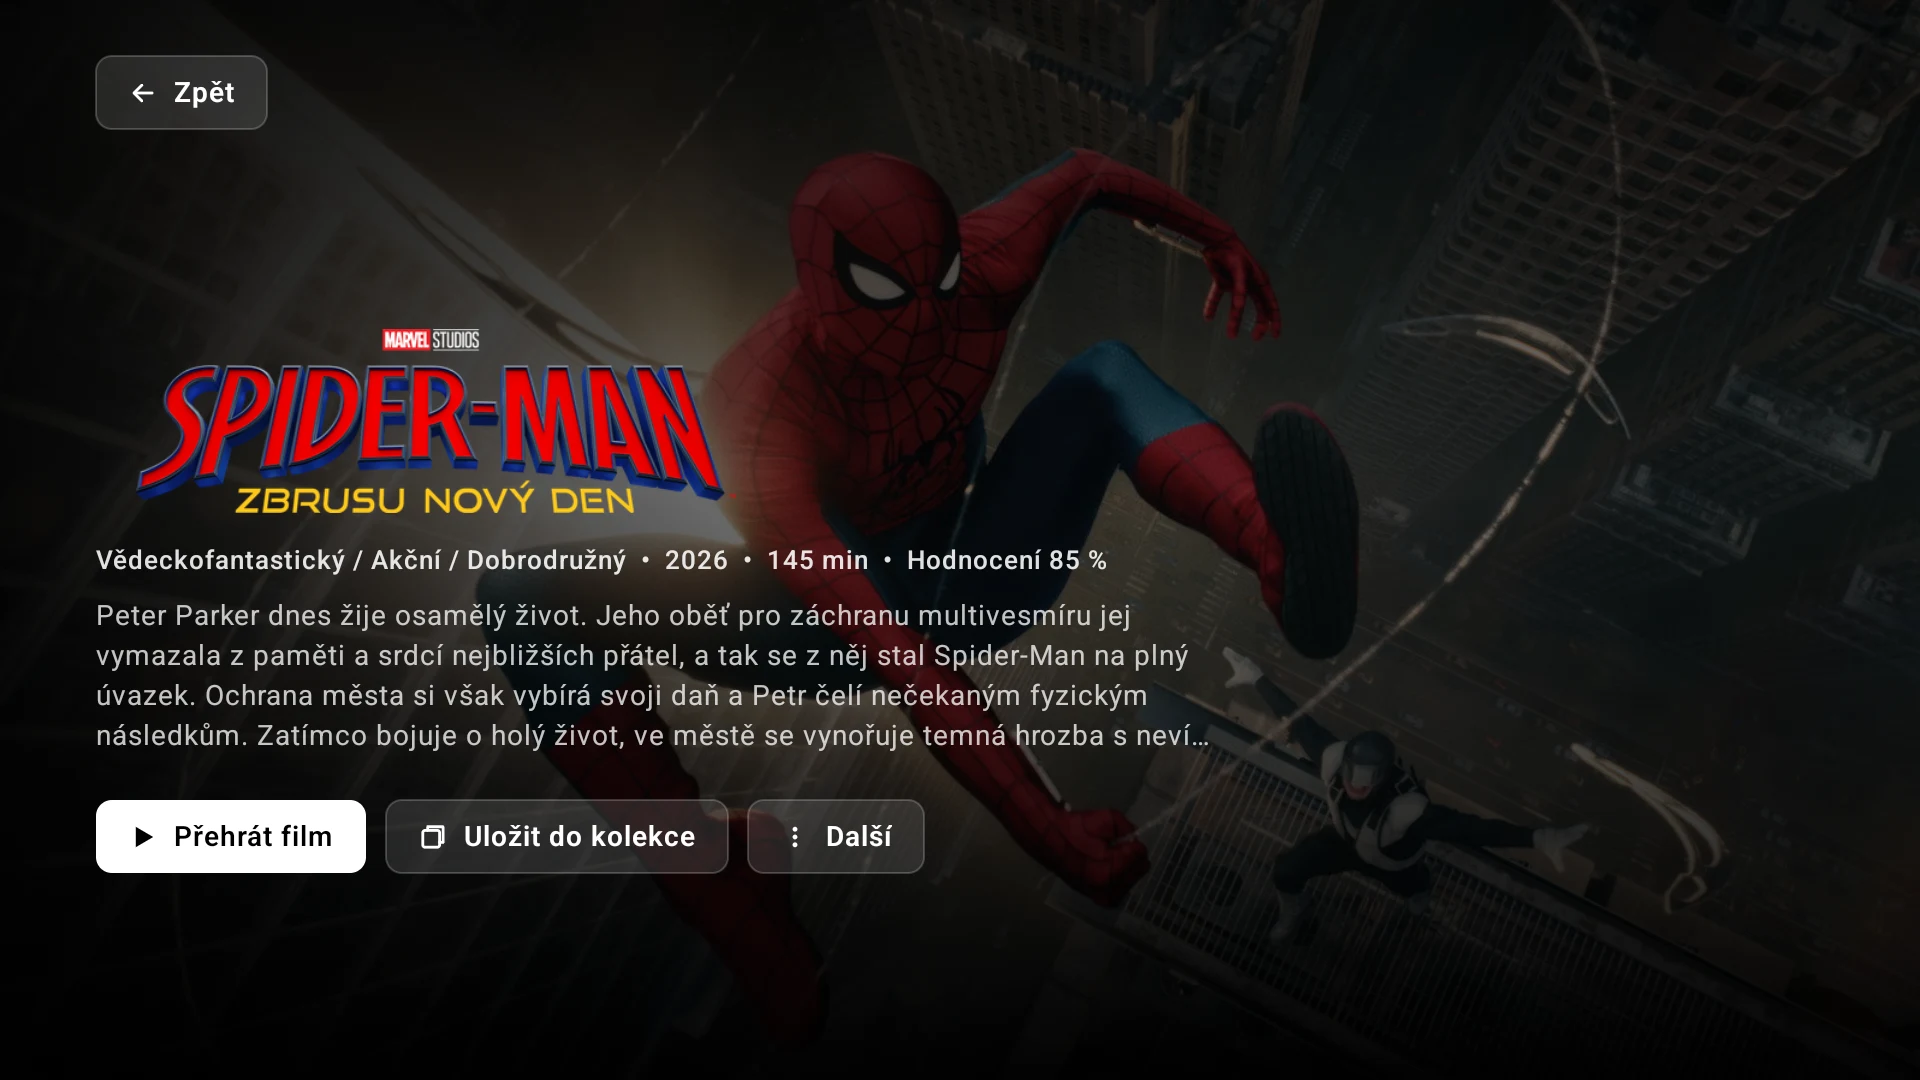 Zpět
MARVEL STUDIOS
SPIDER-MAN
ZBRUSU NOVÝ DEN
Vědeckofantastický / Akční / Dobrodružný • 2026 • 145 min • Hodnocení 85 %
Peter Parker dnes žije osamělý život. Jeho oběť pro záchranu multivesmíru jej
vymazala z paměti a srdcí nejbližších přátel, a tak se z něj stal Spider-Man na plný
úvazek. Ochrana města si však vybírá svoji daň a Petr čelí nečekaným fyzickým
následkům. Zatímco bojuje o holý život, ve městě se vynořuje temná hrozba s neví…
Přehrát film
Uložit do kolekce
Další